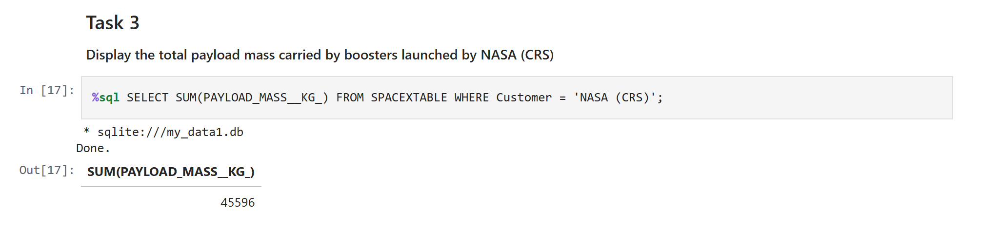 Task 3
Display the total payload mass carried by boosters launched by NASA (CRS)
In [17]: %sql SELECT SUM(PAYLOAD_MASS__KG_) FROM SPACEXTABLE WHERE Customer = 'NASA (CRS)';
* sqlite:///my_data1.db
Done.
Out[17]: SUM(PAYLOAD_MASS__KG_)
45596